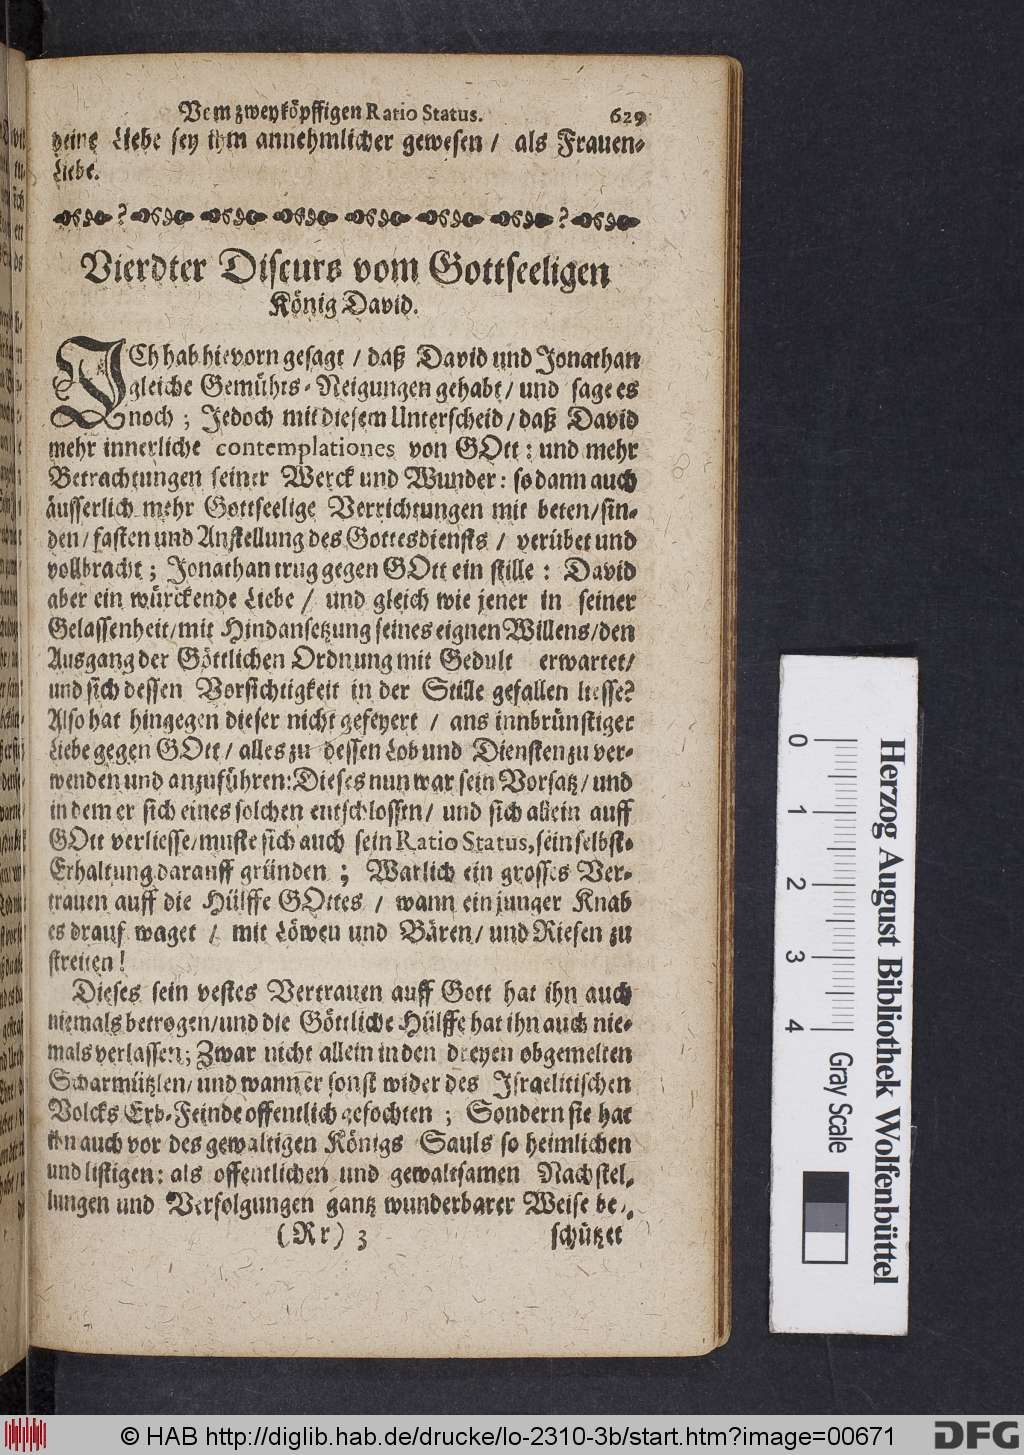 Vom zweyköpffigen Ratio Status. 629
deine Liebe sey ihm annehmlicher gewesen / als Frauen-
Liebe.
Vierdter Discurs vom Gottseeligen
König David.
JCh hab hievorn gesagt / daß David und Jonathan
gleiche Gemühts-Neigungen gehabt / und sage es
noch ; Jedoch mit diesem Unterscheid / daß David
mehr innerliche contemplationes von GOtt : und mehr
Betrachtungen seiner Werck und Wunder : so dann auch
äusserlich mehr Gottseelige Verrichtungen mit beten / sin-
den / fasten und Anstellung des Gottesdiensts / verübet und
vollbracht ; Jonathan trug gegen GOtt ein stille : David
aber ein würckende Liebe / und gleich wie jener in seiner
Gelassenheit / mit Hindansetzung seines eignen Willens / den
Ausgang der Göttlichen Ordnung mit Gedult erwartet /
und sich dessen Vorsichtigkeit in der Stille gefallen liesse?
Also hat hingegen dieser nicht gefeyert / aus innbrünstiger
Liebe gegen GOtt / alles zu dessen Lob und Diensten zu ver-
wenden und anzuführen: Dieses nun war sein Vorsatz / und
in dem er sich eines solchen entschlossen / und sich allein auff
GOtt verliesse / muste sich auch sein Ratio Status, sein selbst-
Erhaltung darauff gründen ; Warlich ein grosses Ver-
trauen auff die Hülffe GOttes / wann ein junger Knab
es drauf waget / mit Löwen und Bären / und Riesen zu
streiten !
Dieses sein vestes Vertrauen auff Gott hat ihn auch
niemals betrogen / und die Göttliche Hülffe hat ihn auch nie-
mals verlassen ; Zwar nicht allein in den dreyen obgemelten
Scharmützlen / und wann er sonst wider des Israelitischen
Volcks Erb-Feinde offentlich gefochten ; Sondern sie hat
ihn auch vor des gewaltigen Königs Sauls so heimlichen
und listigen : als offentlichen und gewaltsamen Nachstel-
lungen und Verfolgungen gantz wunderbarer Weise be-
(Rr) 3 schützet
0 1 2 3 4
Gray Scale
Herzog August Bibliothek Wolfenbüttel
© HAB http://diglib.hab.de/drucke/lo-2310-3b/start.htm?image=00671
DFG